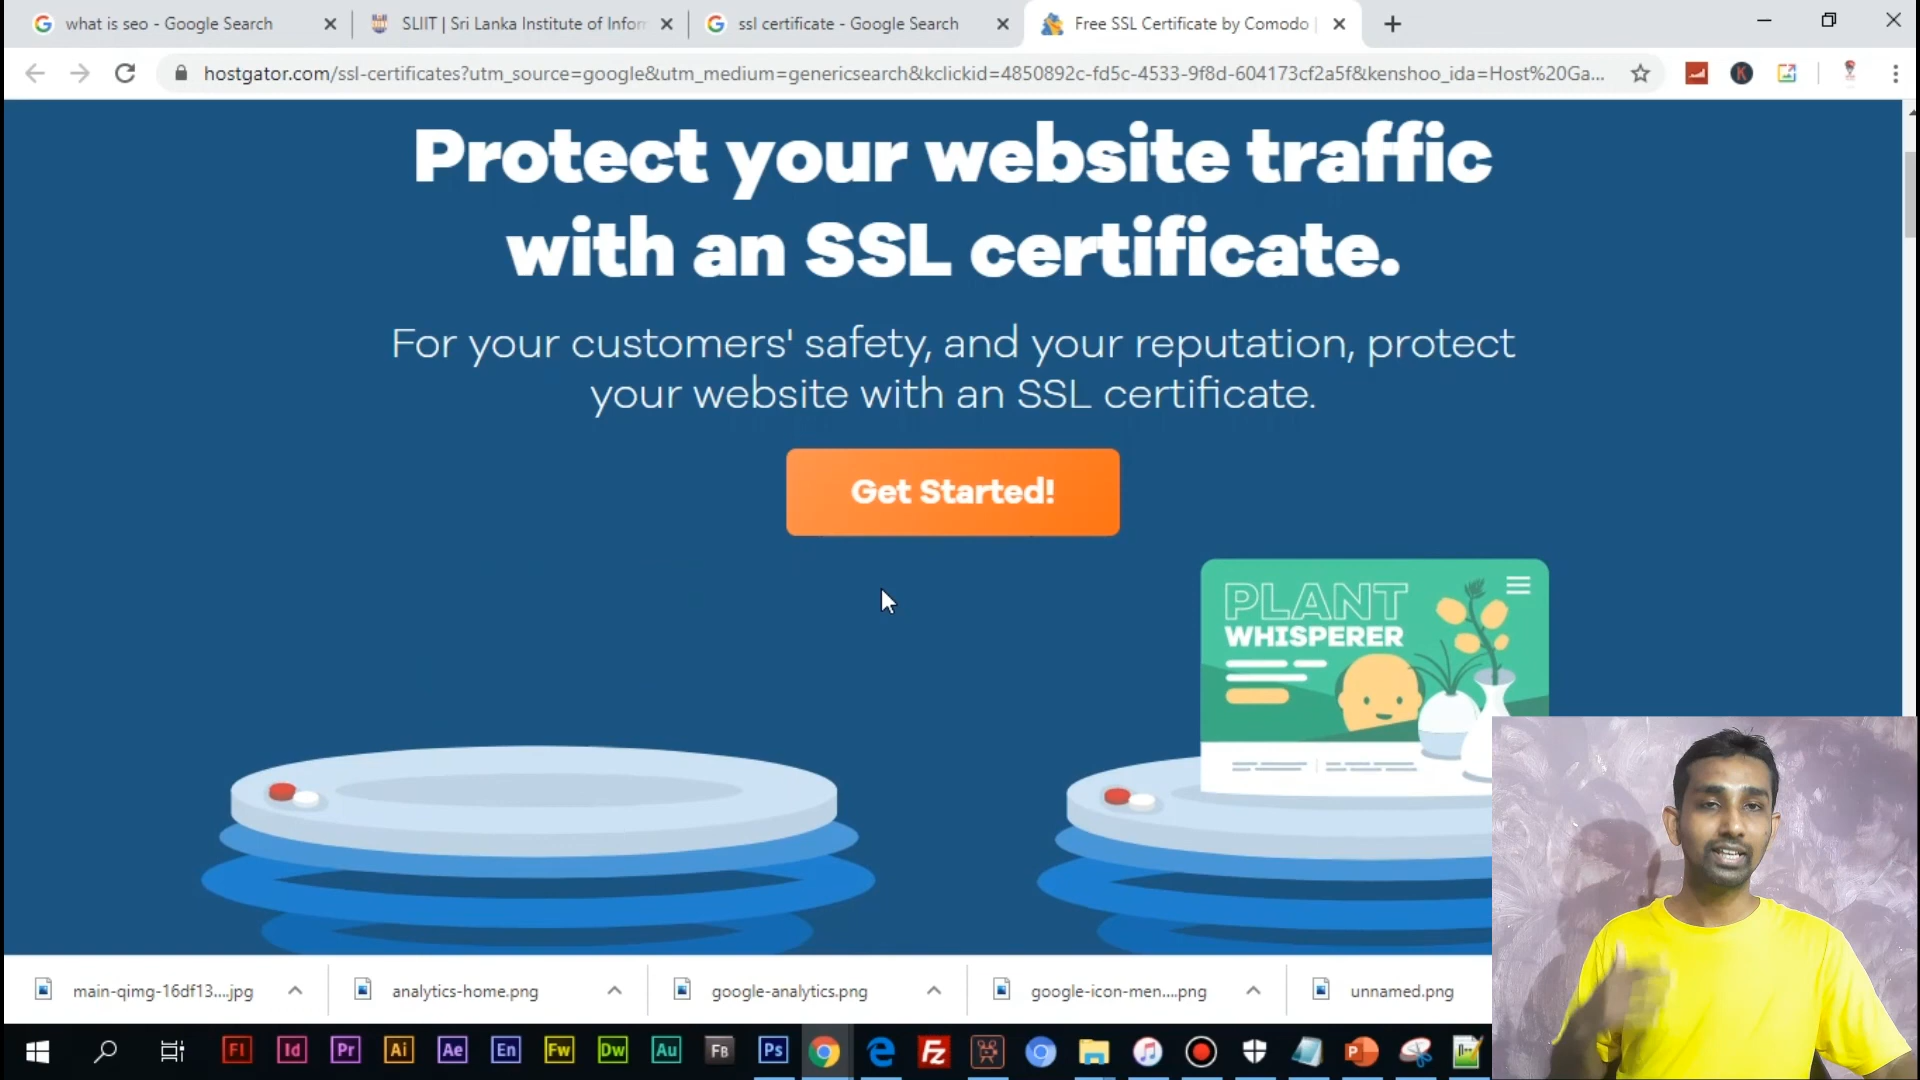 what is seo - Google Search
SLIIT | Sri Lanka Institute of Infor
ssl certificate - Google Search
Free SSL Certificate by Comodo |
hostgator.com/ssl-certificates?utm_source=google&utm_medium=genericsearch&kclickid=4850892c-fd5c-4533-9f8d-604173cf2a5f&kenshoo_ida=Host%20Ga...
Protect your website traffic
with an SSL certificate.
For your customers' safety, and your reputation, protect
your website with an SSL certificate.
Get Started!
PLANT
WHISPERER
main-qimg-16df13....jpg
analytics-home.png
google-analytics.png
google-icon-men....png
unnamed.png
Fl
Id
Pr
Ai
Ae
En
Fw
Dw
Au
FB
Ps